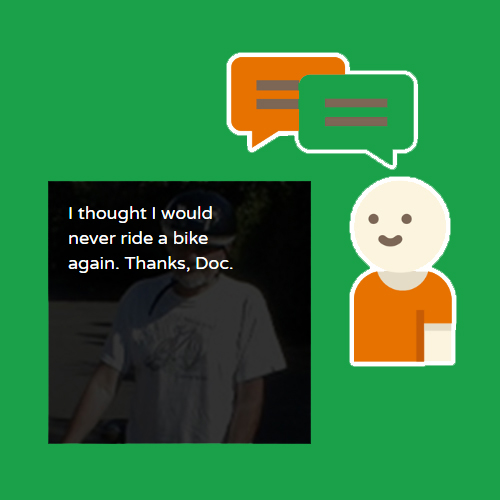 I thought I would
never ride a bike
again. Thanks, Doc.